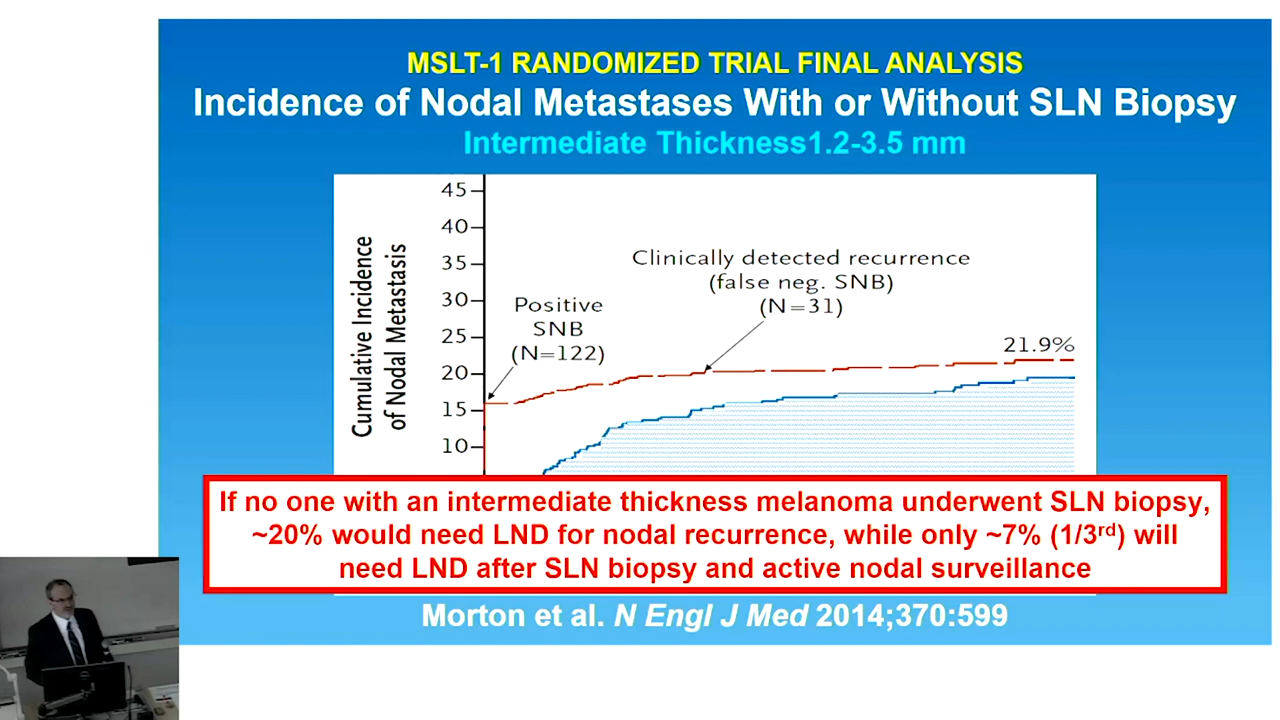 MSLT-1 RANDOMIZED TRIAL FINAL ANALYSIS
Incidence of Nodal Metastases With or Without SLN Biopsy
Intermediate Thickness1.2-3.5 mm
Cumulative Incidence
of Nodal Metastasis
45
40
35
30
25
20
15
10
Positive
SNB
(N=122)
Clinically detected recurrence
(false neg. SNB)
(N=31)
21.9%
If no one with an intermediate thickness melanoma underwent SLN biopsy,
~20% would need LND for nodal recurrence, while only ~7% (1/3rd) will
need LND after SLN biopsy and active nodal surveillance
Morton et al. N Engl J Med 2014;370:599